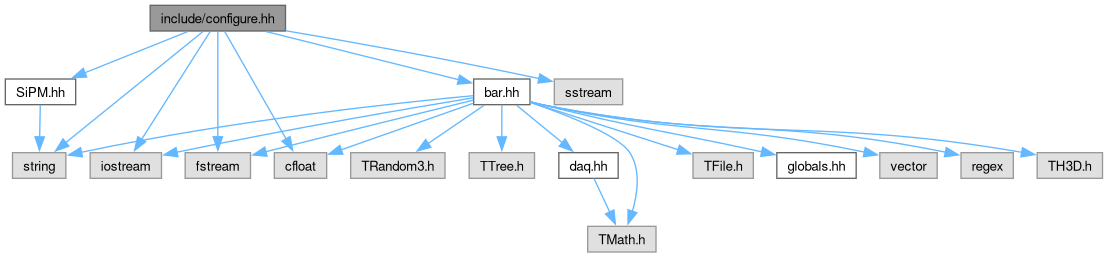 include/configure.hh
SiPM.hh
bar.hh
sstream
string
iostream
fstream
cfloat
TRandom3.h
TTree.h
daq.hh
TFile.h
globals.hh
vector
regex
TH3D.h
TMath.h